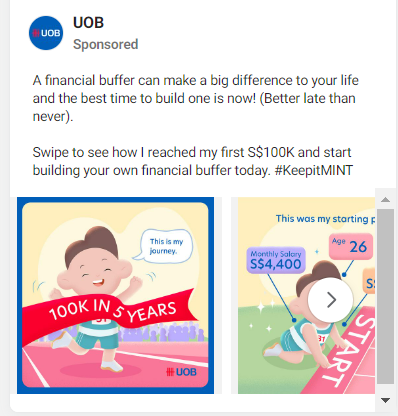 UOB
UOB
Sponsored
A financial buffer can make a big difference to your life
and the best time to build one is now! (Better late than
never).
Swipe to see how I reached my first S$100K and start
building your own financial buffer today. #KeepitMINT
This is my
journey.
100K IN 5 YEARS
UOB
This was my starting p
Age 26
Monthly Salary
S$4,400
S$
31
START